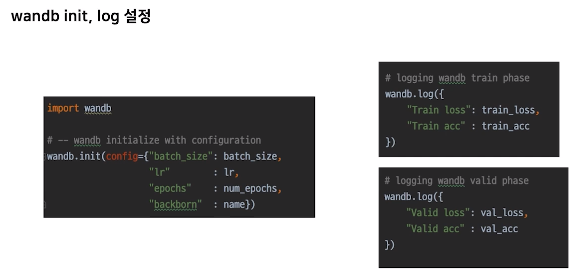 wandb init, log 설정
import wandb
# -- wandb initialize with configuration
wandb.init(config={"batch_size": batch_size,
"lr"       : lr,
"epochs"   : num_epochs,
"backborn"  : name})
# logging wandb train phase
wandb.log({
"Train loss": train_loss,
"Train acc" : train_acc
})
# logging wandb valid phase
wandb.log({
"Valid loss": val_loss,
"Valid acc" : val_acc
})